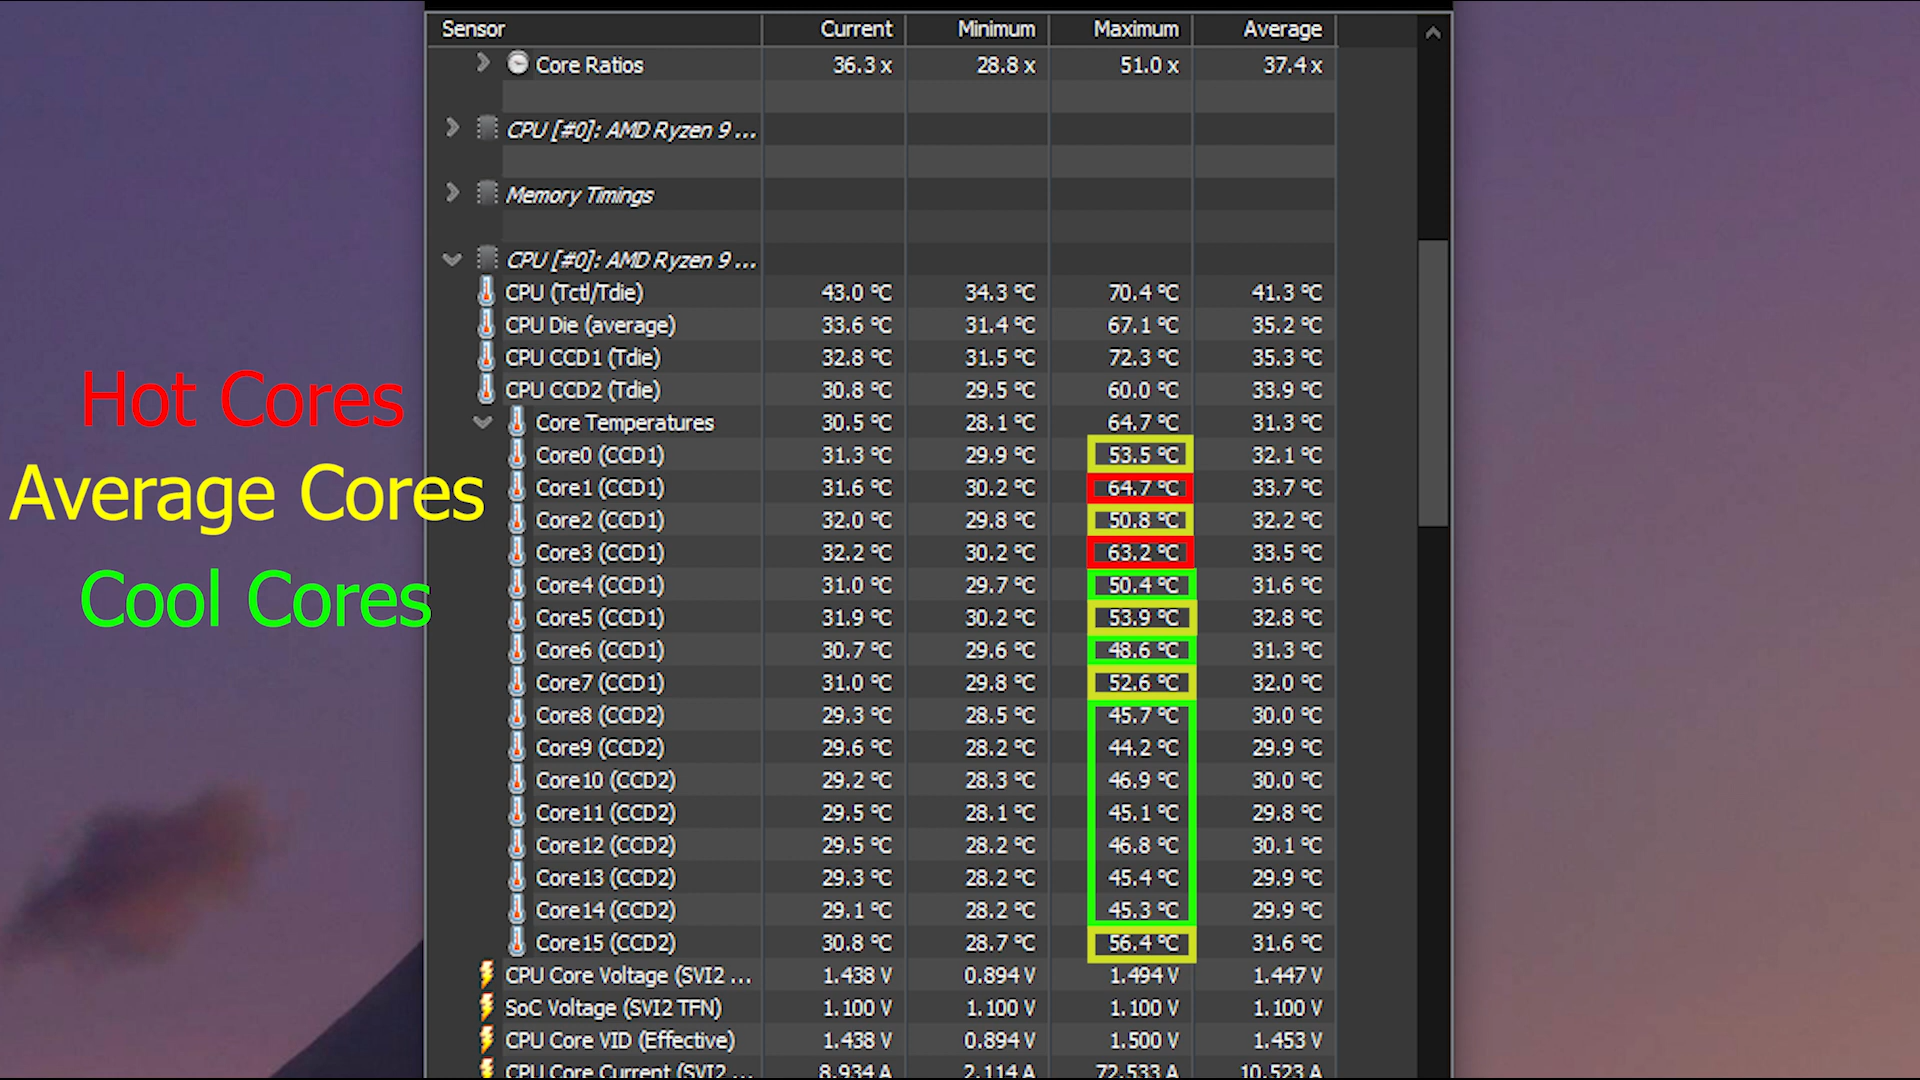 Sensor Current Minimum Maximum Average
Core Ratios 36.3 x 28.8 x 51.0 x 37.4 x
CPU [#0]: AMD Ryzen 9 ...
Memory Timings
CPU [#0]: AMD Ryzen 9 ...
CPU (Tctl/Tdie) 43.0 °C 34.3 °C 70.4 °C 41.3 °C
CPU Die (average) 33.6 °C 31.4 °C 67.1 °C 35.2 °C
CPU CCD1 (Tdie) 32.8 °C 31.5 °C 72.3 °C 35.3 °C
CPU CCD2 (Tdie) 30.8 °C 29.5 °C 60.0 °C 33.9 °C
Core Temperatures 30.5 °C 28.1 °C 64.7 °C 31.3 °C
Core0 (CCD1) 31.3 °C 29.9 °C 53.5 °C 32.1 °C
Core1 (CCD1) 31.6 °C 30.2 °C 64.7 °C 33.7 °C
Core2 (CCD1) 32.0 °C 29.8 °C 50.8 °C 32.2 °C
Core3 (CCD1) 32.2 °C 30.2 °C 63.2 °C 33.5 °C
Core4 (CCD1) 31.0 °C 29.7 °C 50.4 °C 31.6 °C
Core5 (CCD1) 31.9 °C 30.2 °C 53.9 °C 32.8 °C
Core6 (CCD1) 30.7 °C 29.6 °C 48.6 °C 31.3 °C
Core7 (CCD1) 31.0 °C 29.8 °C 52.6 °C 32.0 °C
Core8 (CCD2) 29.3 °C 28.5 °C 45.7 °C 30.0 °C
Core9 (CCD2) 29.6 °C 28.2 °C 44.2 °C 29.9 °C
Core10 (CCD2) 29.2 °C 28.3 °C 46.9 °C 30.0 °C
Core11 (CCD2) 29.5 °C 28.1 °C 45.1 °C 29.8 °C
Core12 (CCD2) 29.5 °C 28.2 °C 46.8 °C 30.1 °C
Core13 (CCD2) 29.3 °C 28.2 °C 45.4 °C 29.9 °C
Core14 (CCD2) 29.1 °C 28.2 °C 45.3 °C 29.9 °C
Core15 (CCD2) 30.8 °C 28.7 °C 56.4 °C 31.6 °C
CPU Core Voltage (SVI2 ... 1.438 V 0.894 V 1.494 V 1.447 V
SoC Voltage (SVI2 TFN) 1.100 V 1.100 V 1.100 V 1.100 V
CPU Core VID (Effective) 1.438 V 0.894 V 1.500 V 1.453 V
CPU Core Current (SVI2 ... 8.934 A 2.114 A 72.533 A 10.523 A
Hot Cores
Average Cores
Cool Cores